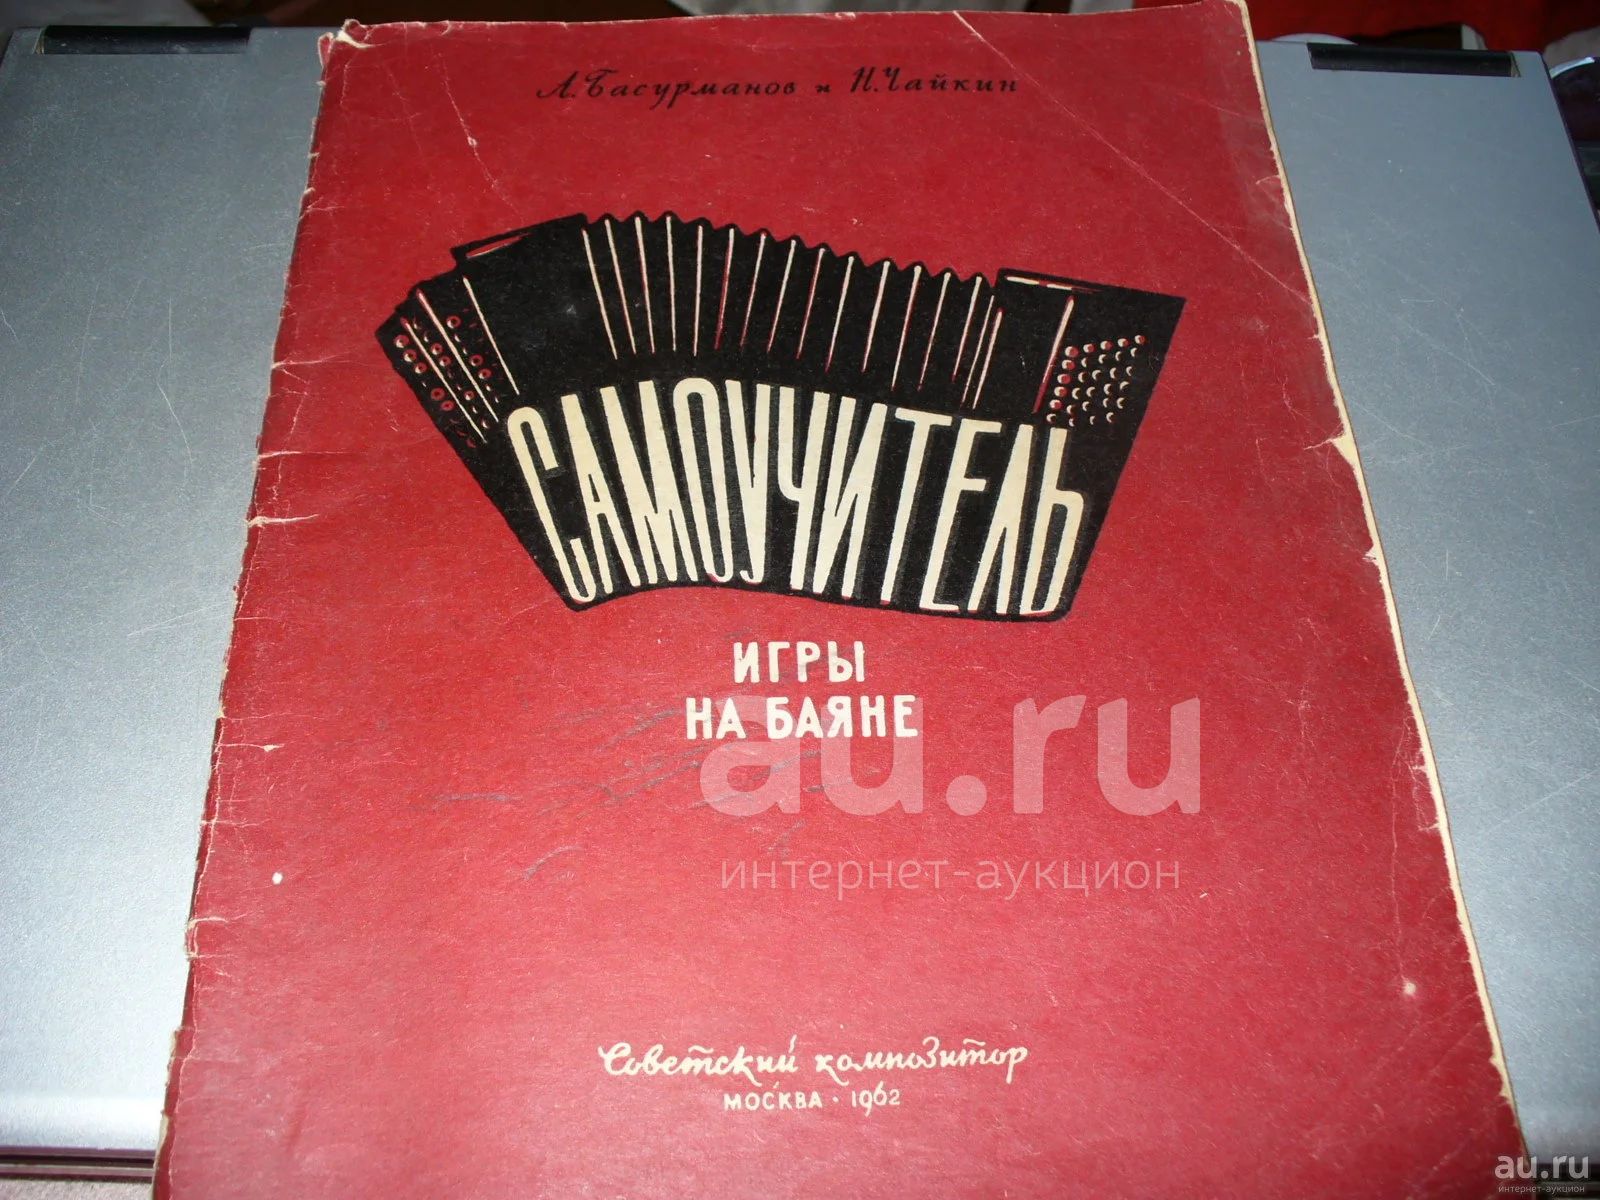 А. Басурманов и Н. Чайкин
САМОУЧИТЕЛЬ
ИГРЫ
НА БАЯНЕ
au.ru
интернет-аукцион
Советский композитор
МОСКВА · 1962
au.ru
интернет-аукцион